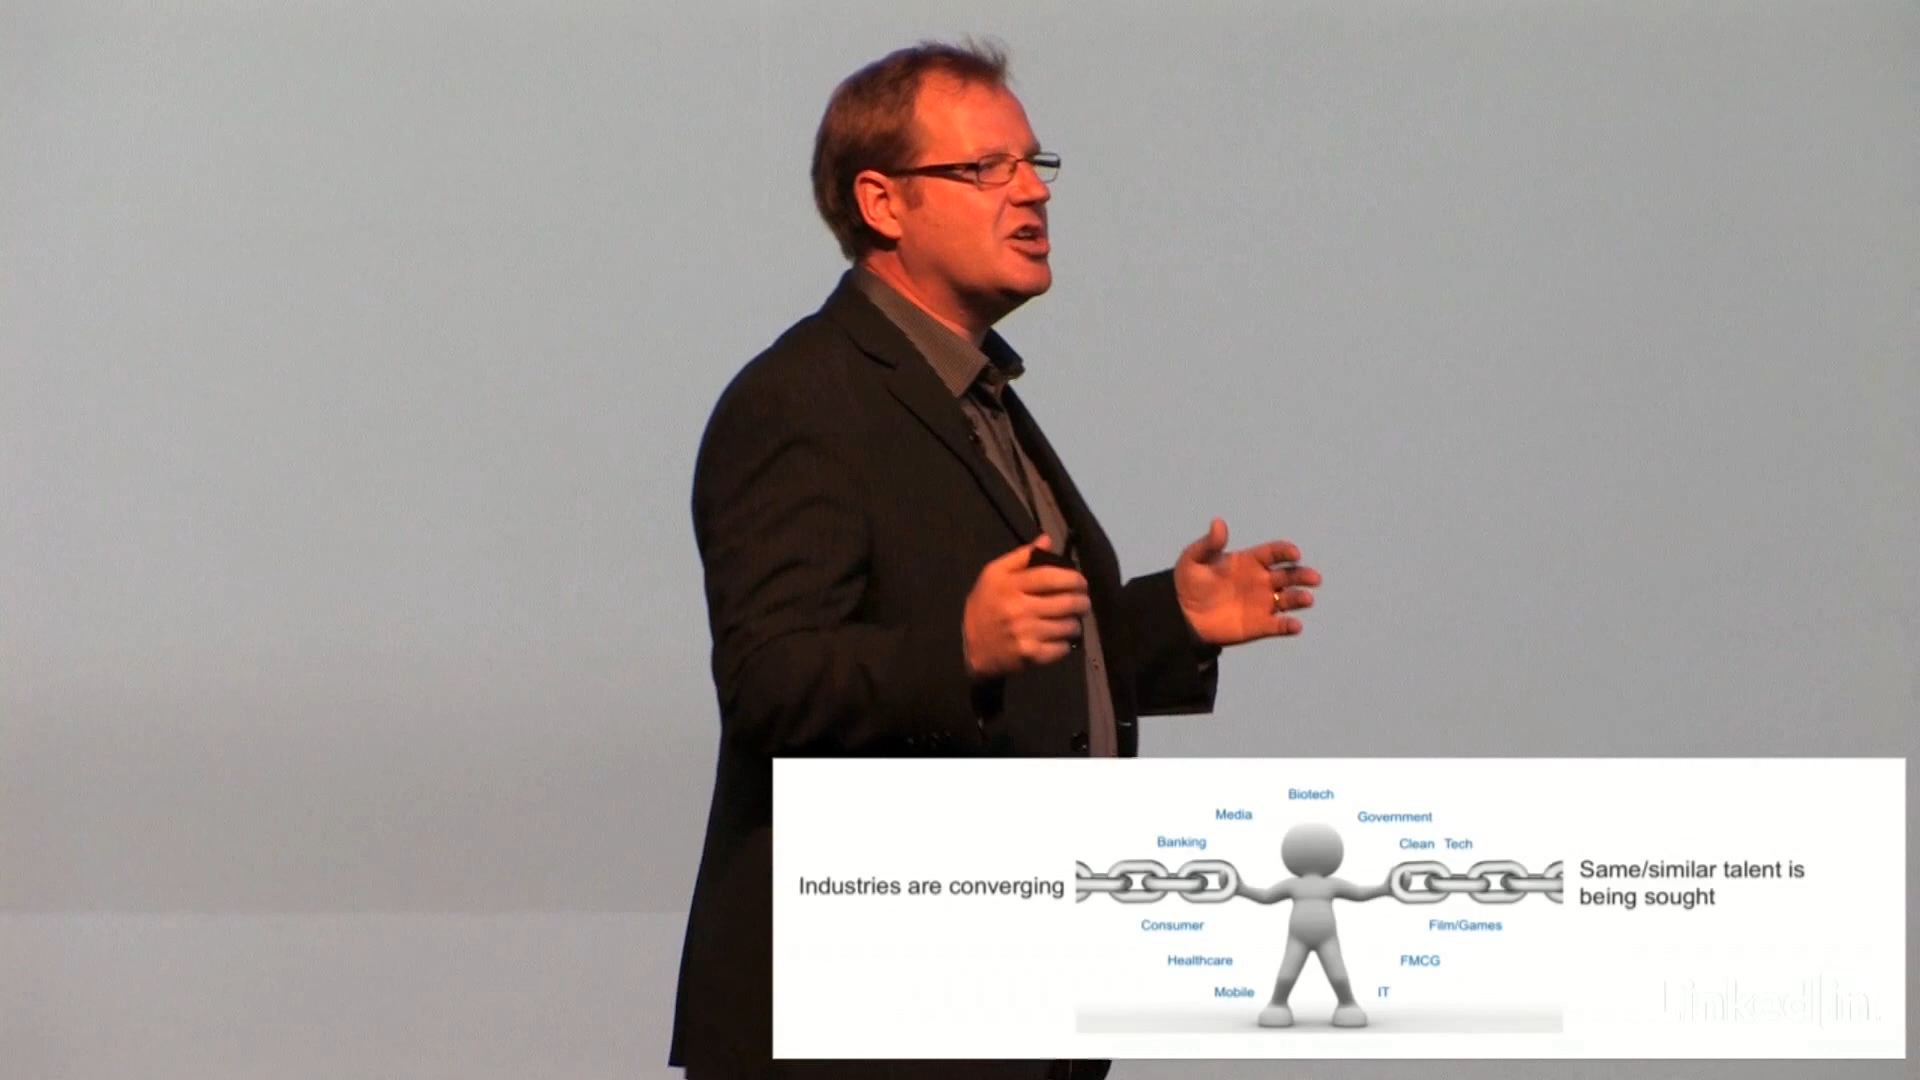 Biotech
Media
Government
Banking
Clean Tech
Industries are converging
Same/similar talent is
being sought
Consumer
Film/Games
Healthcare
FMCG
Mobile
IT
Linked in